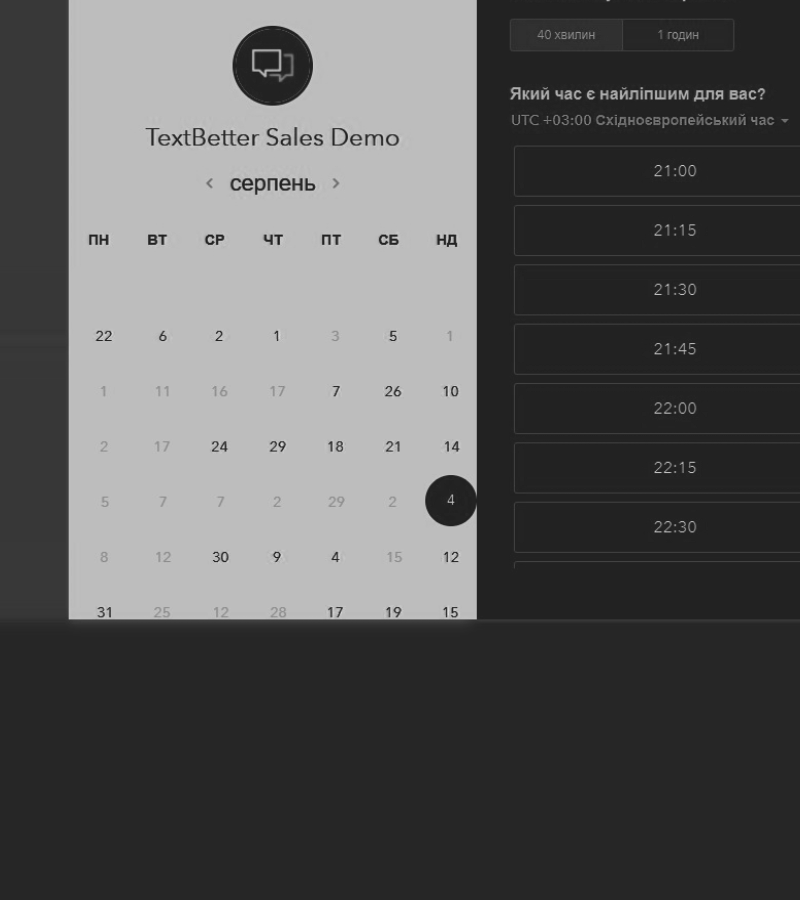 TextBetter Sales Demo
серпень
ПН ВТ СР ЧТ ПТ СБ НД
22 6 2 1 3 5 1
1 11 16 17 7 26 10
2 17 24 29 18 21 14
5 7 7 2 29 2 4
8 12 30 9 4 15 12
31 25 12 28 17 19 15
40 хвилин 1 годин
Який час є найліпшим для вас?
UTC +03:00 Східноєвропейський час
21:00
21:15
21:30
21:45
22:00
22:15
22:30